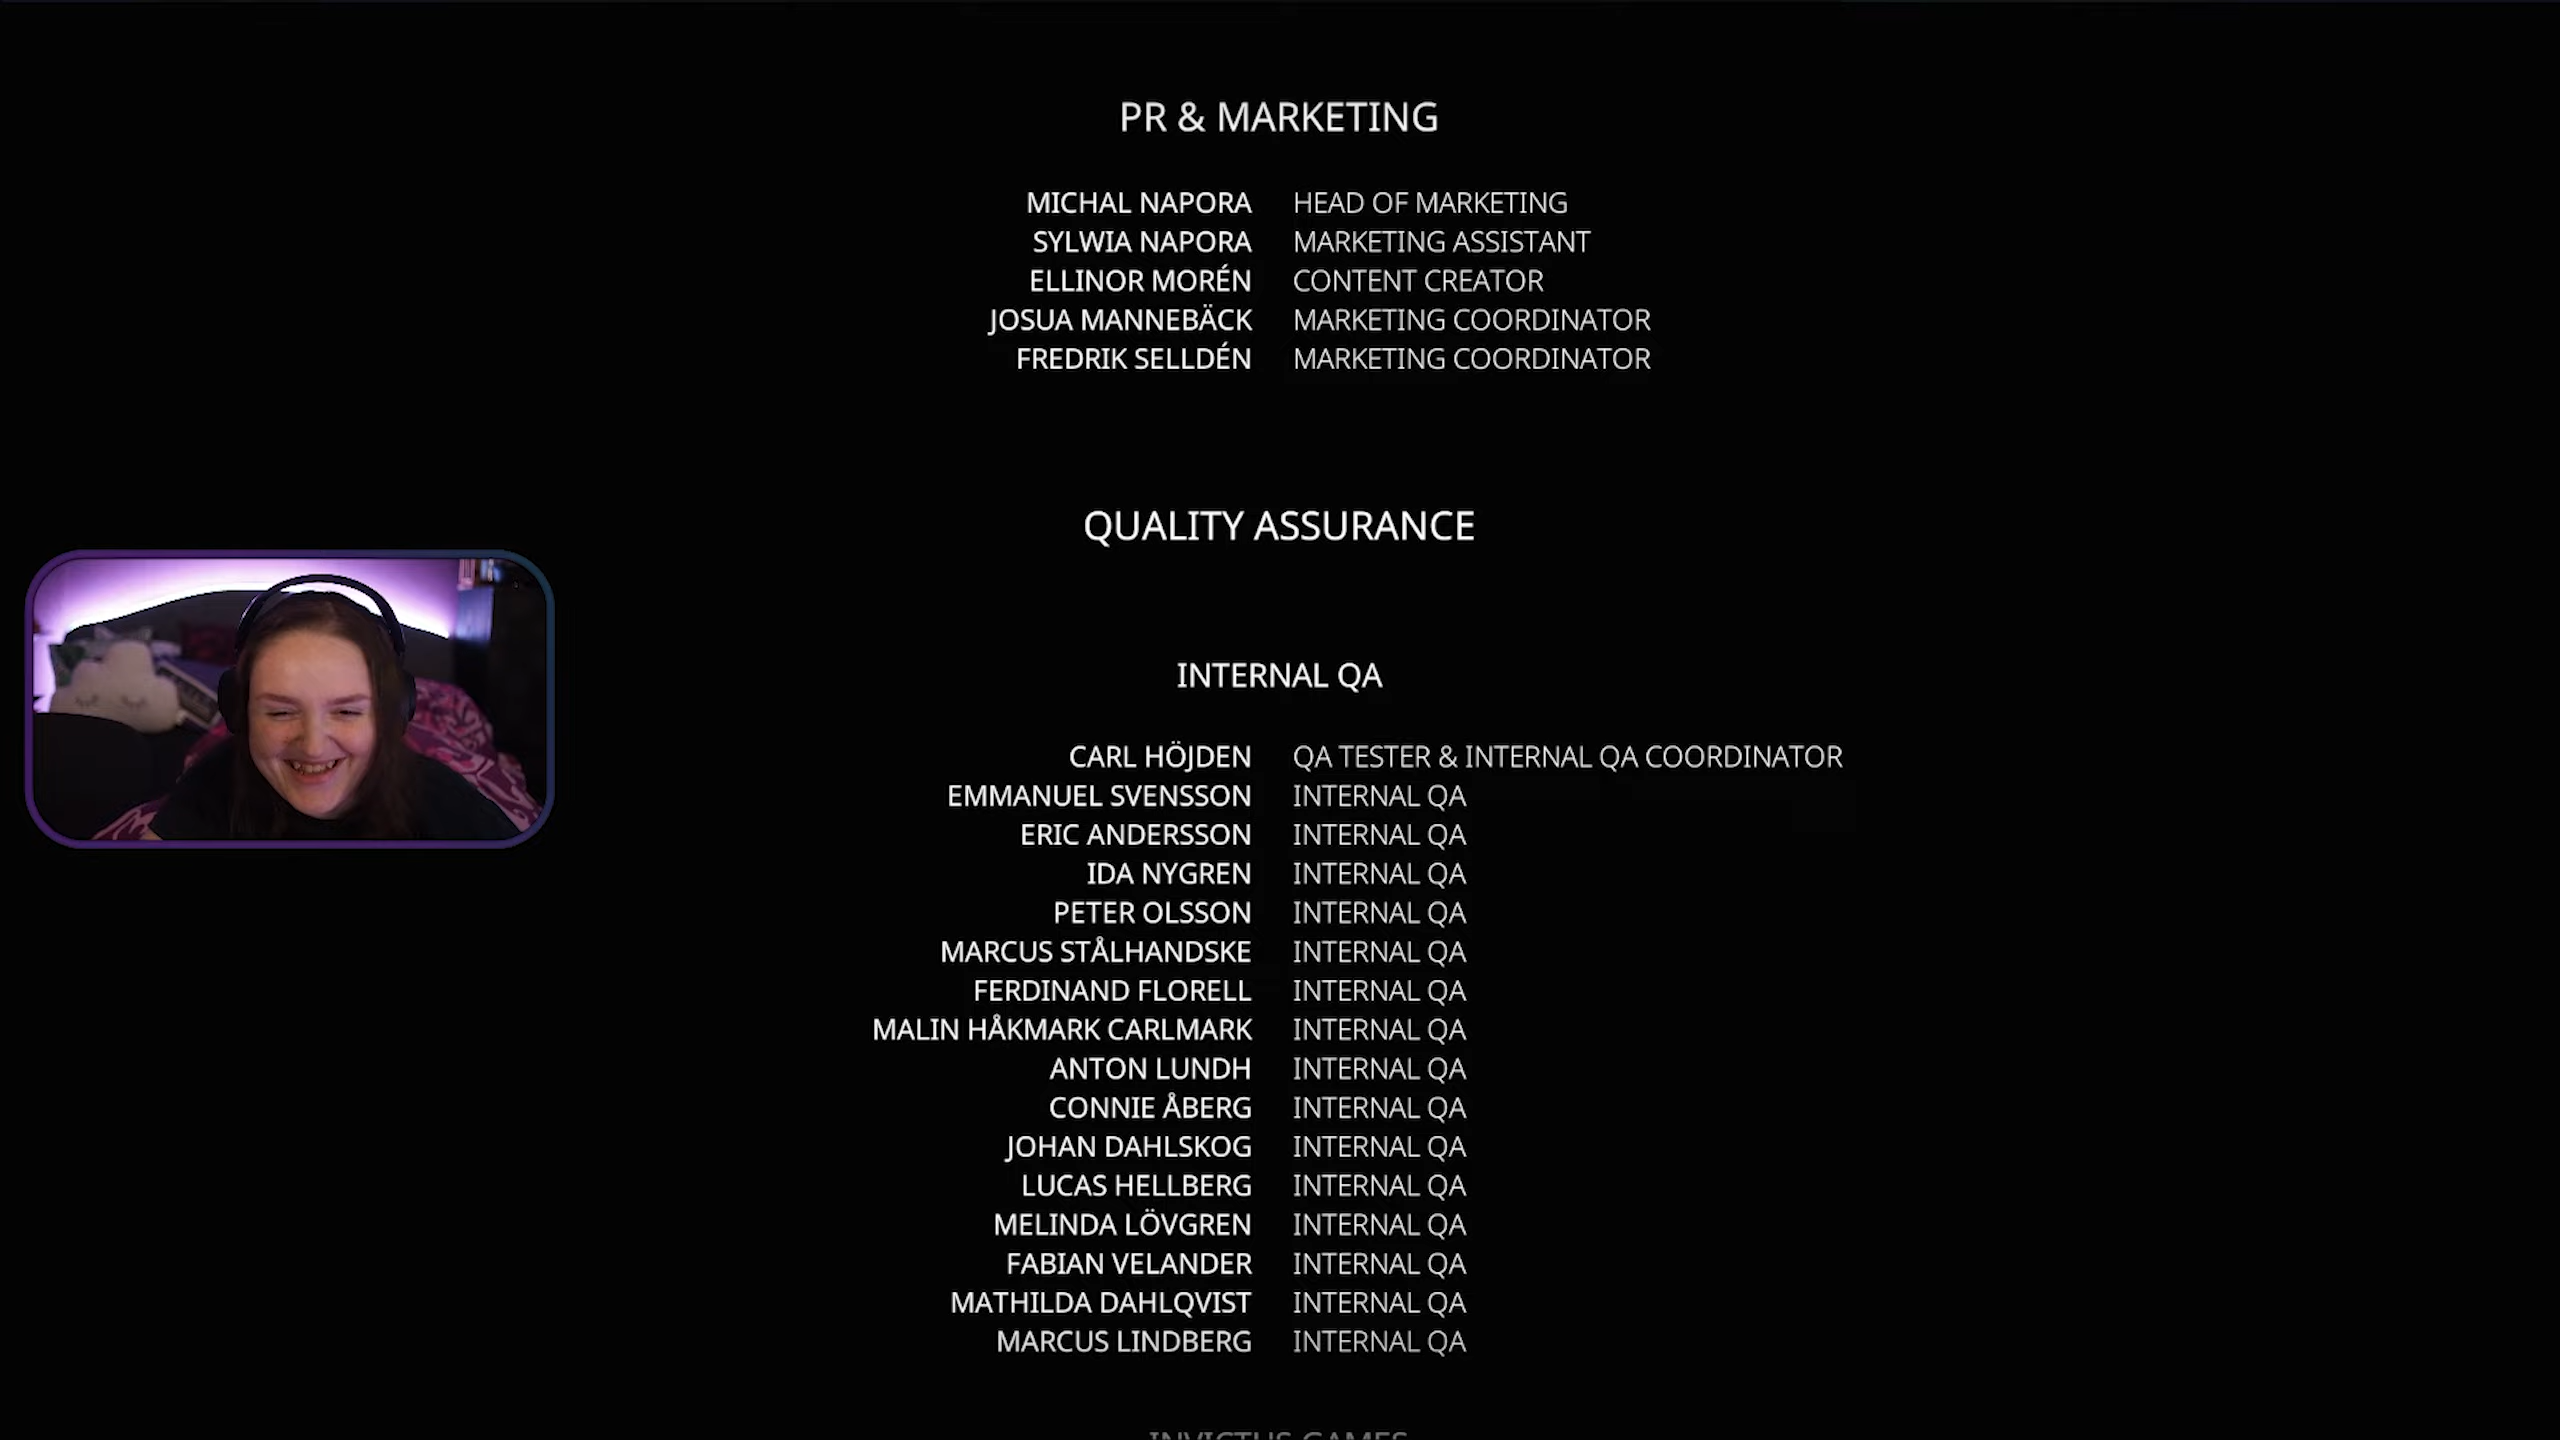 PR & MARKETING
MICHAL NAPORA HEAD OF MARKETING
SYLWIA NAPORA MARKETING ASSISTANT
ELLINOR MORÉN CONTENT CREATOR
JOSUA MANNEBÄCK MARKETING COORDINATOR
FREDRIK SELLDÉN MARKETING COORDINATOR
QUALITY ASSURANCE
INTERNAL QA
CARL HÖJDEN QA TESTER & INTERNAL QA COORDINATOR
EMMANUEL SVENSSON INTERNAL QA
ERIC ANDERSSON INTERNAL QA
IDA NYGREN INTERNAL QA
PETER OLSSON INTERNAL QA
MARCUS STÅLHANDSKE INTERNAL QA
FERDINAND FLORELL INTERNAL QA
MALIN HÅKMARK CARLMARK INTERNAL QA
ANTON LUNDH INTERNAL QA
CONNIE ÅBERG INTERNAL QA
JOHAN DAHLSKOG INTERNAL QA
LUCAS HELLBERG INTERNAL QA
MELINDA LÖVGREN INTERNAL QA
FABIAN VELANDER INTERNAL QA
MATHILDA DAHLQVIST INTERNAL QA
MARCUS LINDBERG INTERNAL QA
INVICTUS GAMES